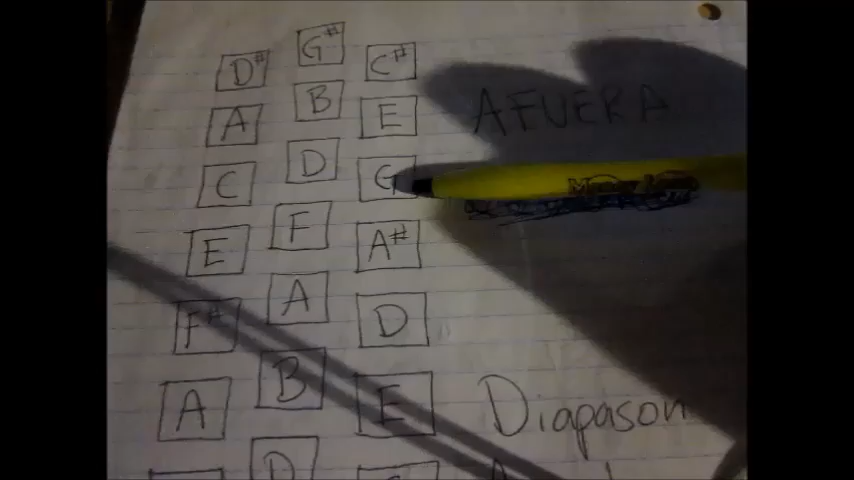 D# G# C#
A B E AFUERA
C D G
E F A#
F# A D
A B E Diapason
D